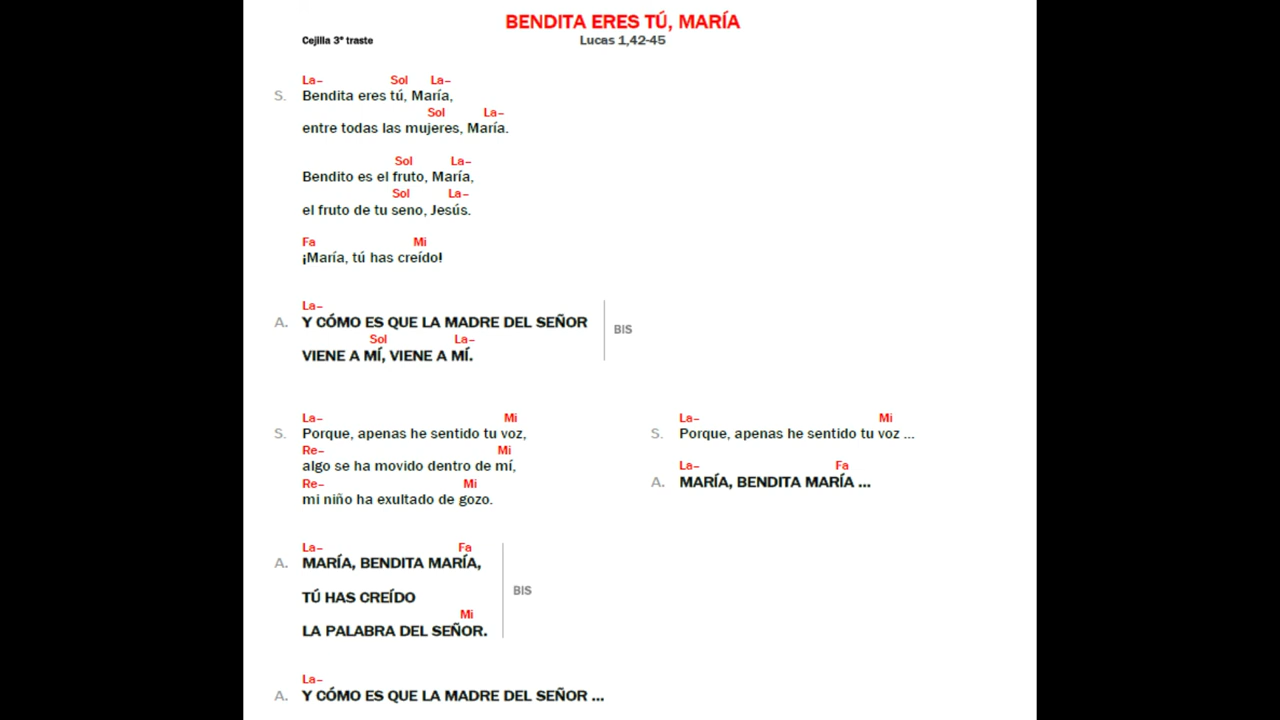 BENDITA ERES TÚ, MARÍA
Cejilla 3º traste
Lucas 1,42-45
La– Sol La–
S. Bendita eres tú, María,
Sol La–
entre todas las mujeres, María.
Sol La–
Bendito es el fruto, María,
Sol La–
el fruto de tu seno, Jesús.
Fa Mi
¡María, tú has creído!
La–
A. Y CÓMO ES QUE LA MADRE DEL SEÑOR
BIS
Sol La–
VIENE A MÍ, VIENE A MÍ.
La– Mi
S. Porque, apenas he sentido tu voz,
Re– Mi
algo se ha movido dentro de mí,
Re– Mi
mi niño ha exultado de gozo.
La– Fa
A. MARÍA, BENDITA MARÍA,
TÚ HAS CREÍDO
BIS
Mi
LA PALABRA DEL SEÑOR.
La–
A. Y CÓMO ES QUE LA MADRE DEL SEÑOR ...
La– Mi
S. Porque, apenas he sentido tu voz ...
La– Fa
A. MARÍA, BENDITA MARÍA ...